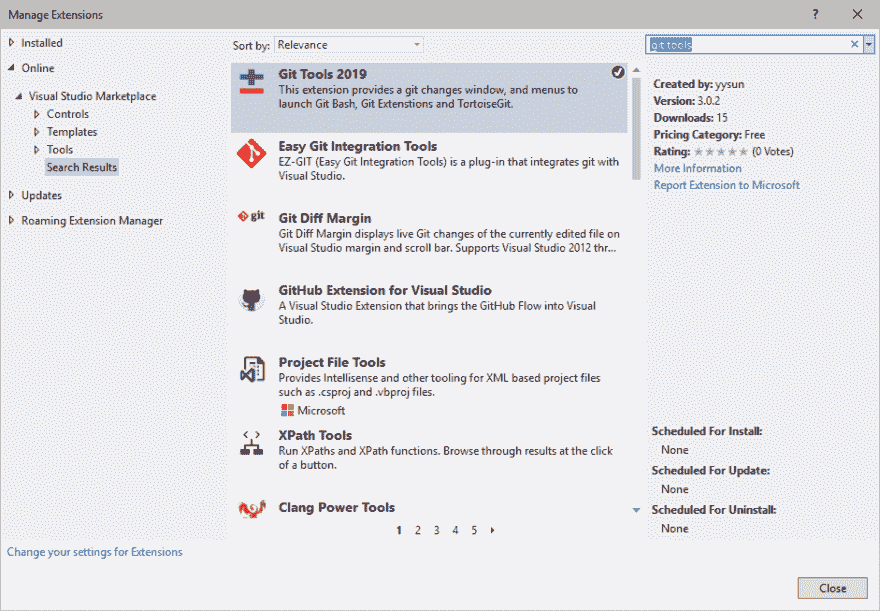 Manage Extensions
?
Installed
Online
Visual Studio Marketplace
Controls
Templates
Tools
Search Results
Updates
Roaming Extension Manager
Change your settings for Extensions
Sort by: Relevance
Git Tools 2019
This extension provides a git changes window, and menus to
launch Git Bash, Git Extenstions and TortoiseGit.
Easy Git Integration Tools
EZ-GIT (Easy Git Integration Tools) is a plug-in that integrates git with
Visual Studio.
git
Git Diff Margin
Git Diff Margin displays live Git changes of the currently edited file on
Visual Studio margin and scroll bar. Supports Visual Studio 2012 thr...
GitHub Extension for Visual Studio
A Visual Studio Extension that brings the GitHub Flow into Visual
Studio.
Project File Tools
Provides Intellisense and other tooling for XML based project files
such as .csproj and .vbproj files.
Microsoft
XPath Tools
Run XPaths and XPath functions. Browse through results at the click
of a button.
Clang Power Tools
1 2 3 4 5
git tools
Created by: yysun
Version: 3.0.2
Downloads: 15
Pricing Category: Free
Rating: (0 Votes)
More Information
Report Extension to Microsoft
Scheduled For Install:
None
Scheduled For Update:
None
Scheduled For Uninstall:
None
Close